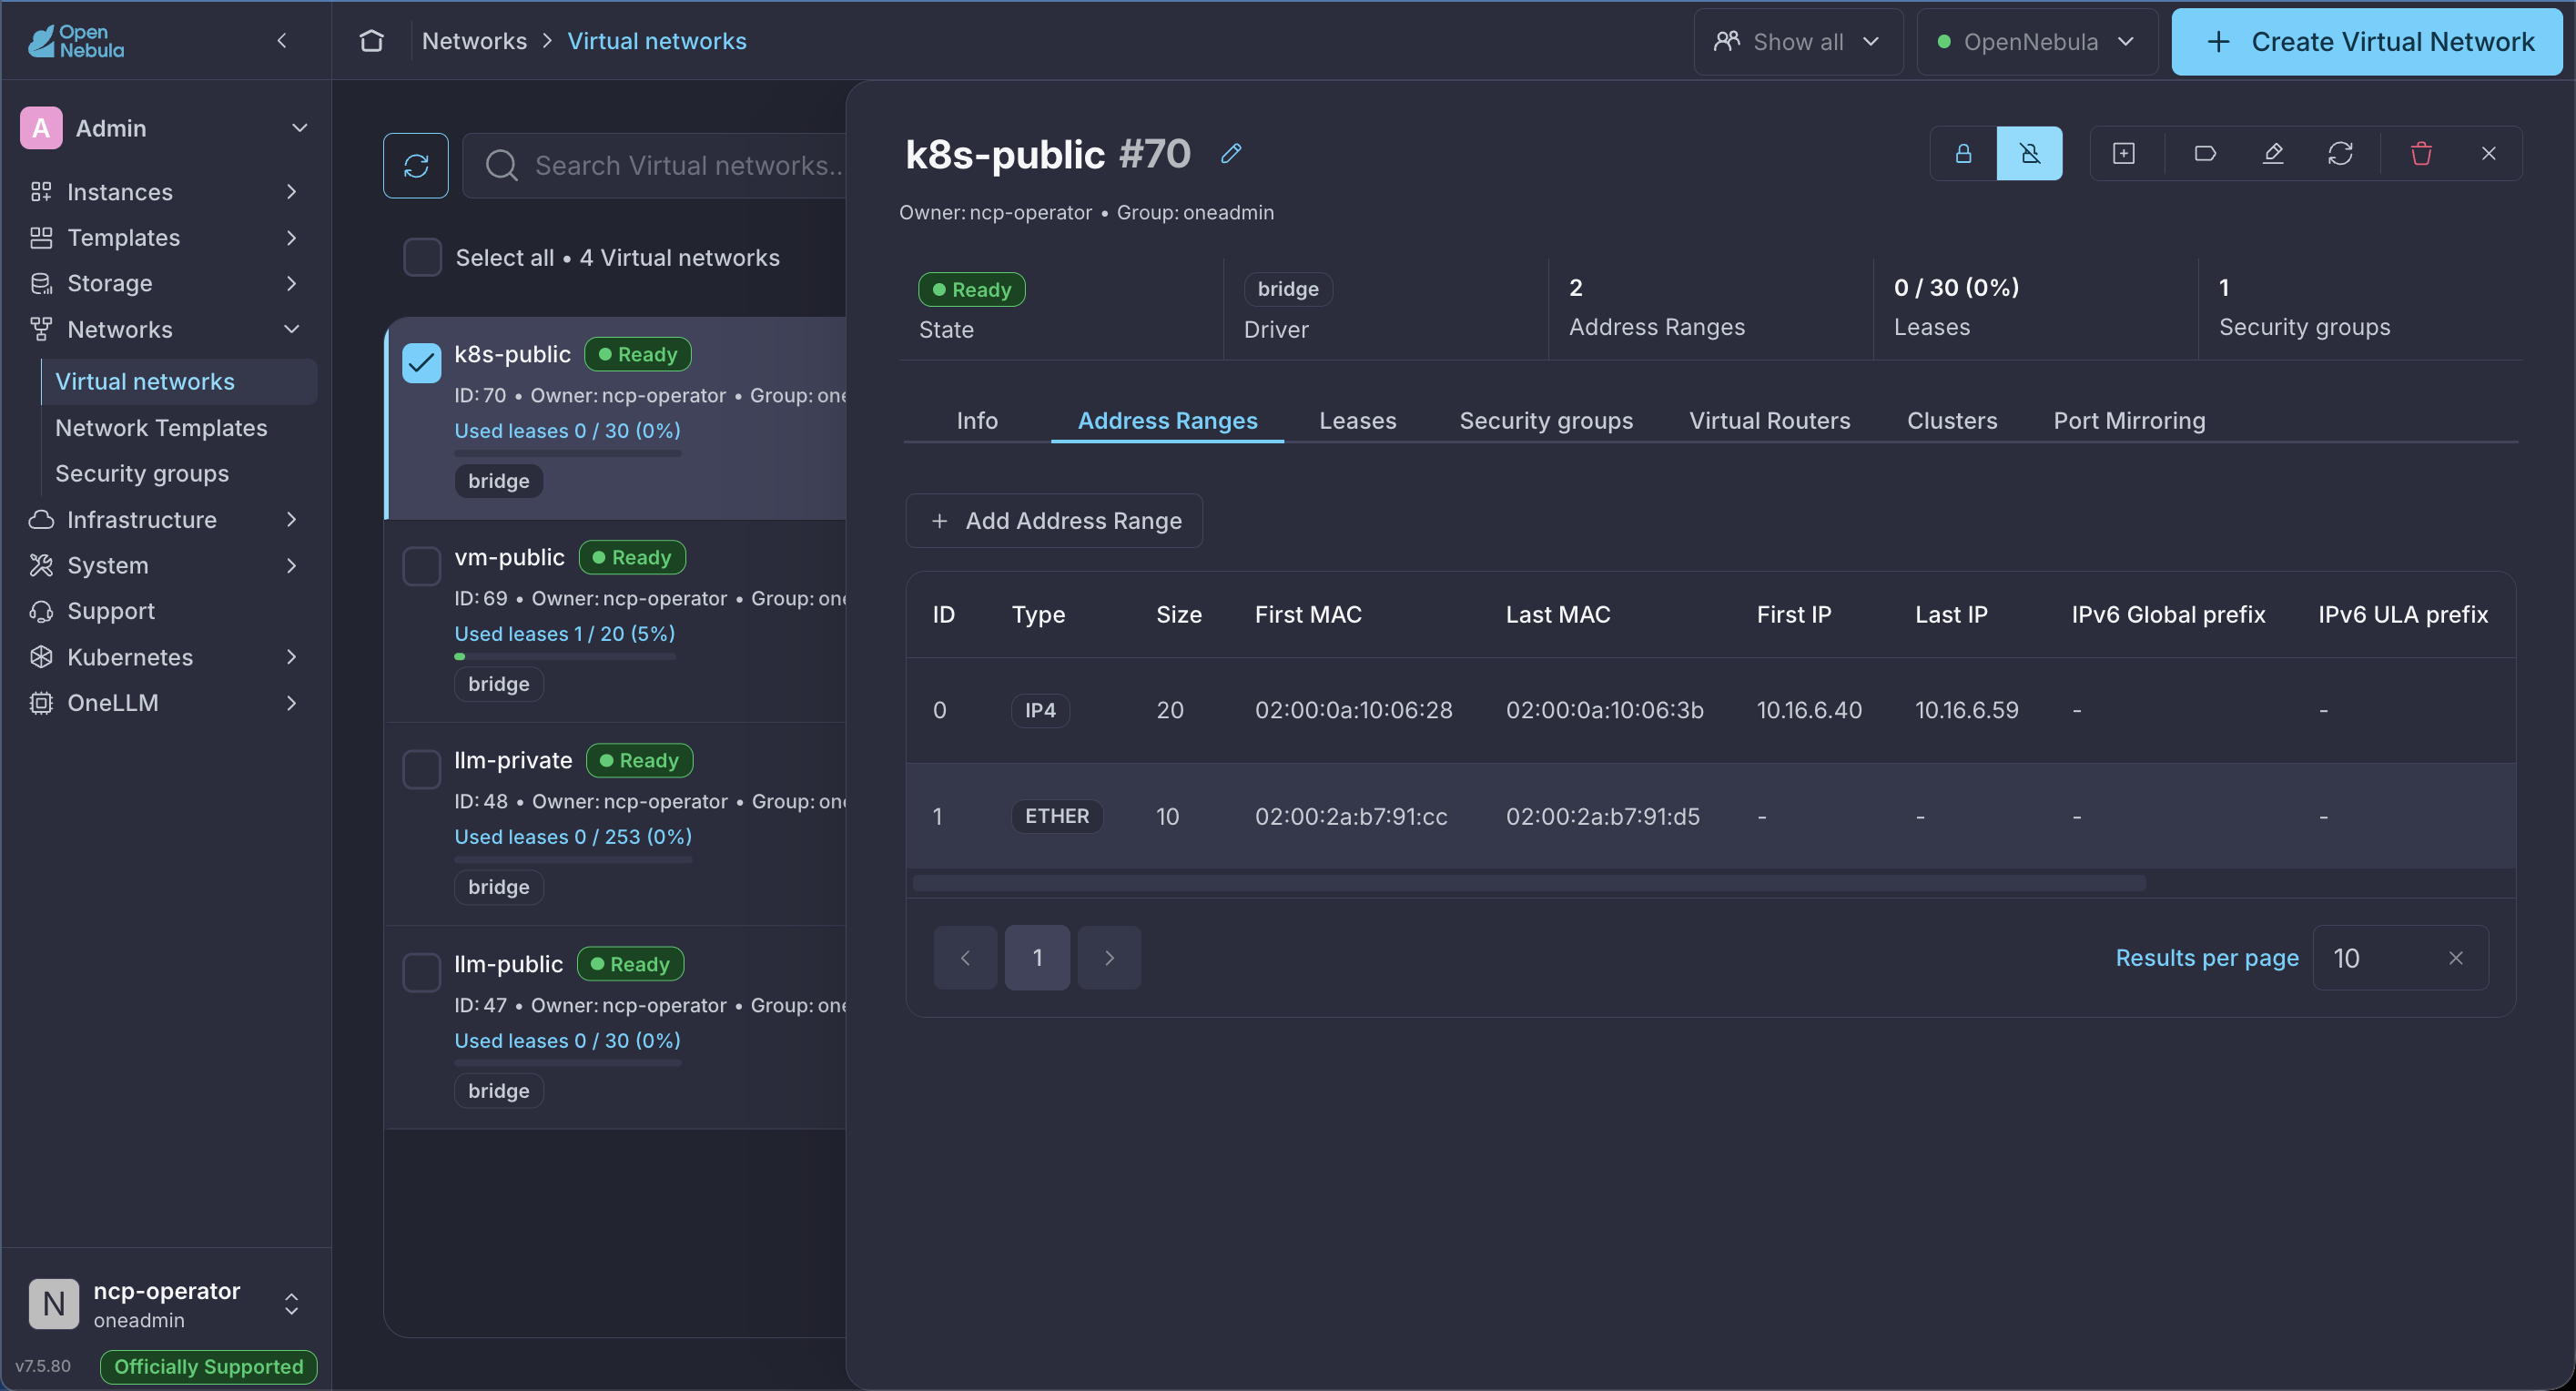 Open
Nebula
Networks > Virtual networks
Show all
OpenNebula
+ Create Virtual Network
A Admin
Instances
Templates
Storage
Networks
Virtual networks
Network Templates
Security groups
Infrastructure
System
Support
Kubernetes
OneLLM
N
ncp-operator
oneadmin
v7.5.80
Officially Supported
Search Virtual networks...
Select all • 4 Virtual networks
k8s-public Ready
ID: 70 • Owner: ncp-operator • Group: one
Used leases 0 / 30 (0%)
bridge
vm-public Ready
ID: 69 • Owner: ncp-operator • Group: one
Used leases 1 / 20 (5%)
bridge
llm-private Ready
ID: 48 • Owner: ncp-operator • Group: one
Used leases 0 / 253 (0%)
bridge
llm-public Ready
ID: 47 • Owner: ncp-operator • Group: one
Used leases 0 / 30 (0%)
bridge
k8s-public #70
Owner: ncp-operator • Group: oneadmin
Ready
State
bridge
Driver
2
Address Ranges
0 / 30 (0%)
Leases
1
Security groups
Info Address Ranges Leases Security groups Virtual Routers Clusters Port Mirroring
+ Add Address Range
ID Type Size First MAC Last MAC First IP Last IP IPv6 Global prefix IPv6 ULA prefix
0 IP4 20 02:00:0a:10:06:28 02:00:0a:10:06:3b 10.16.6.40 10.16.6.59 - -
1 ETHER 10 02:00:2a:b7:91:cc 02:00:2a:b7:91:d5 - - - -
1
Results per page 10